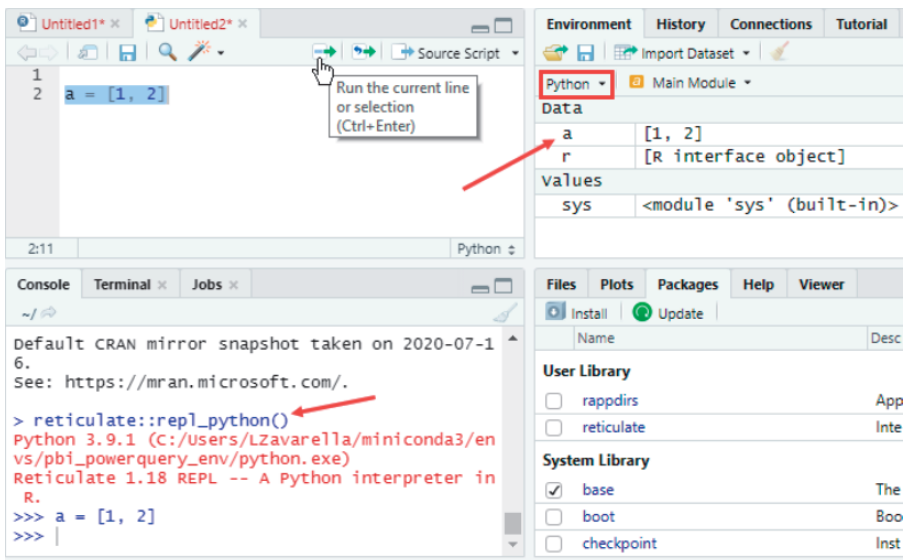 Untitled1* × Untitled2* ×
Source Script
1
2 a = [1, 2]
Run the current line
or selection
(Ctrl+Enter)
2:11 Python
Environment History Connections Tutorial
Import Dataset
Python Main Module
Data
a [1, 2]
r [R interface object]
Values
sys <module 'sys' (built-in)>
Console Terminal × Jobs ×
~/
Default CRAN mirror snapshot taken on 2020-07-1
6.
See: https://mran.microsoft.com/.
> reticulate::repl_python()
Python 3.9.1 (C:/Users/LZavarella/miniconda3/en
vs/pbi_powerquery_env/python.exe)
Reticulate 1.18 REPL -- A Python interpreter in
R.
>>> a = [1, 2]
>>>
Files Plots Packages Help Viewer
Install Update
Name Desc
User Library
rappdirs App
reticulate Inte
System Library
base The
boot Boo
checkpoint Inst